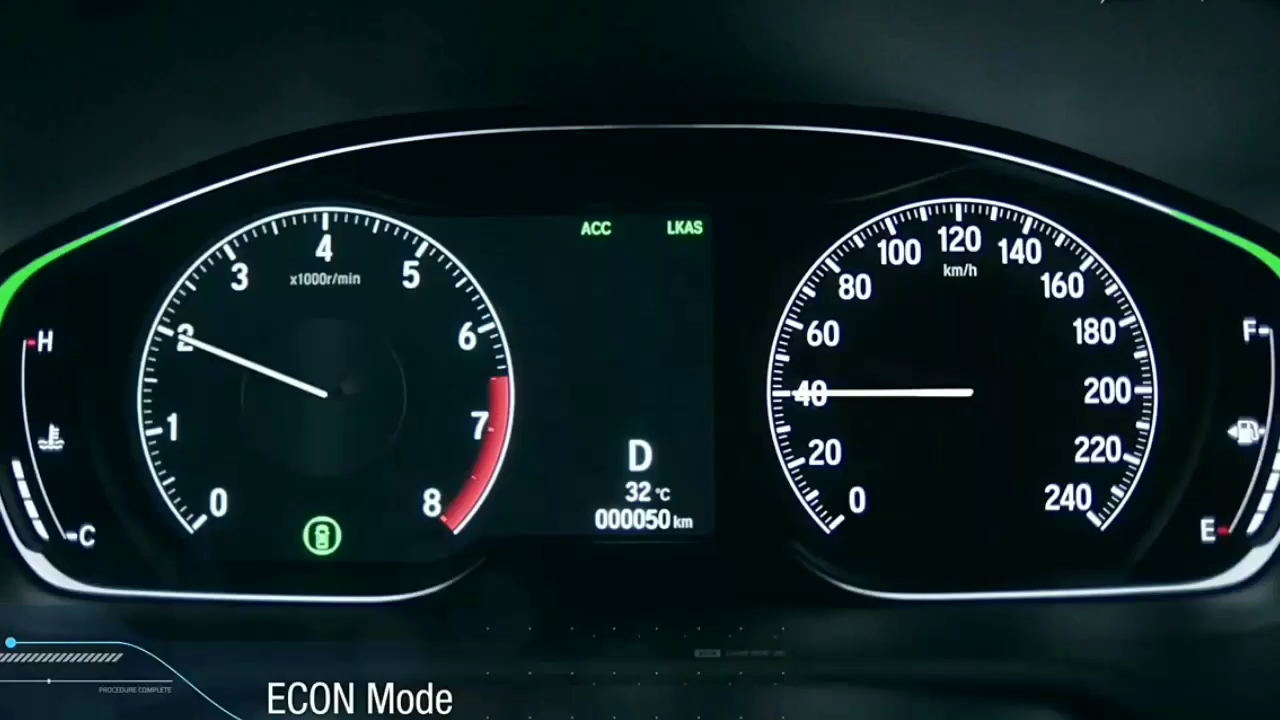 ACC LKAS
0 1 2 3 4 5 6 7 8
x1000r/min
0 20 40 60 80 100 120 140 160 180 200 220 240
km/h
H
C
F
E
D
32 °C
000050 km
PROCEDURE COMPLETE
ECON Mode